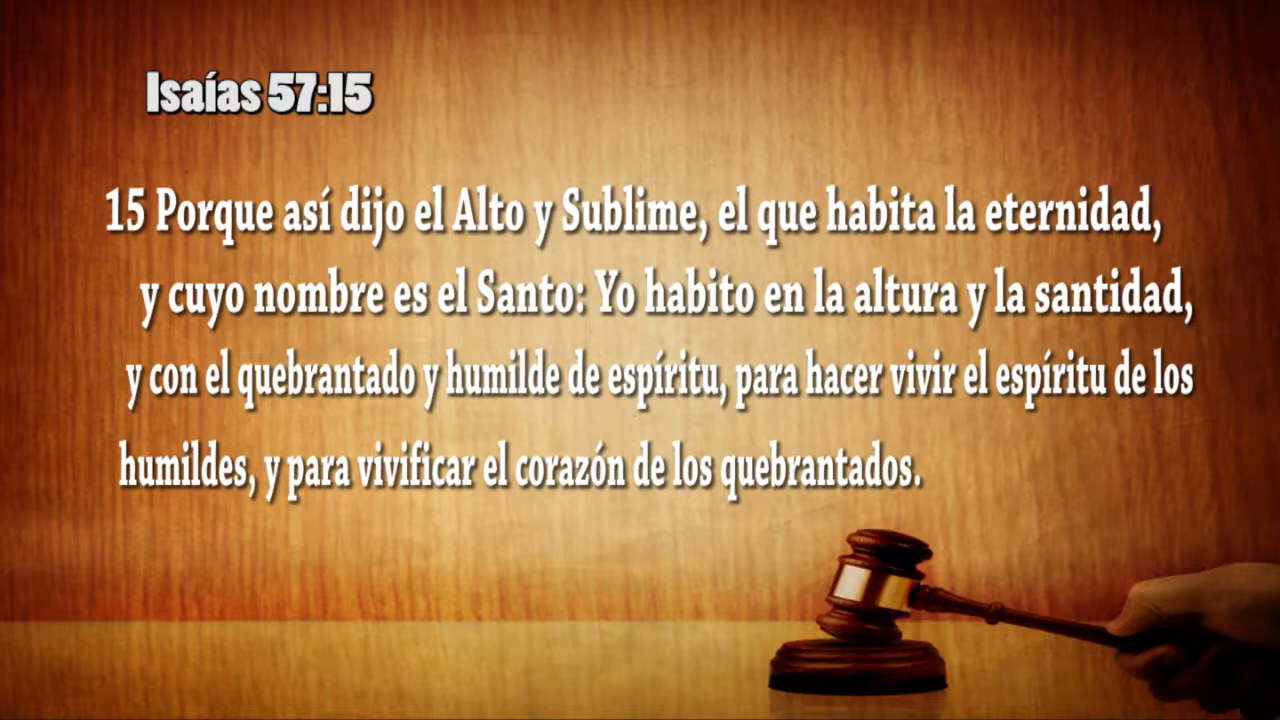 Isaías 57:15
15 Porque así dijo el Alto y Sublime, el que habita la eternidad,
y cuyo nombre es el Santo: Yo habito en la altura y la santidad,
y con el quebrantado y humilde de espíritu, para hacer vivir el espíritu de los
humildes, y para vivificar el corazón de los quebrantados.